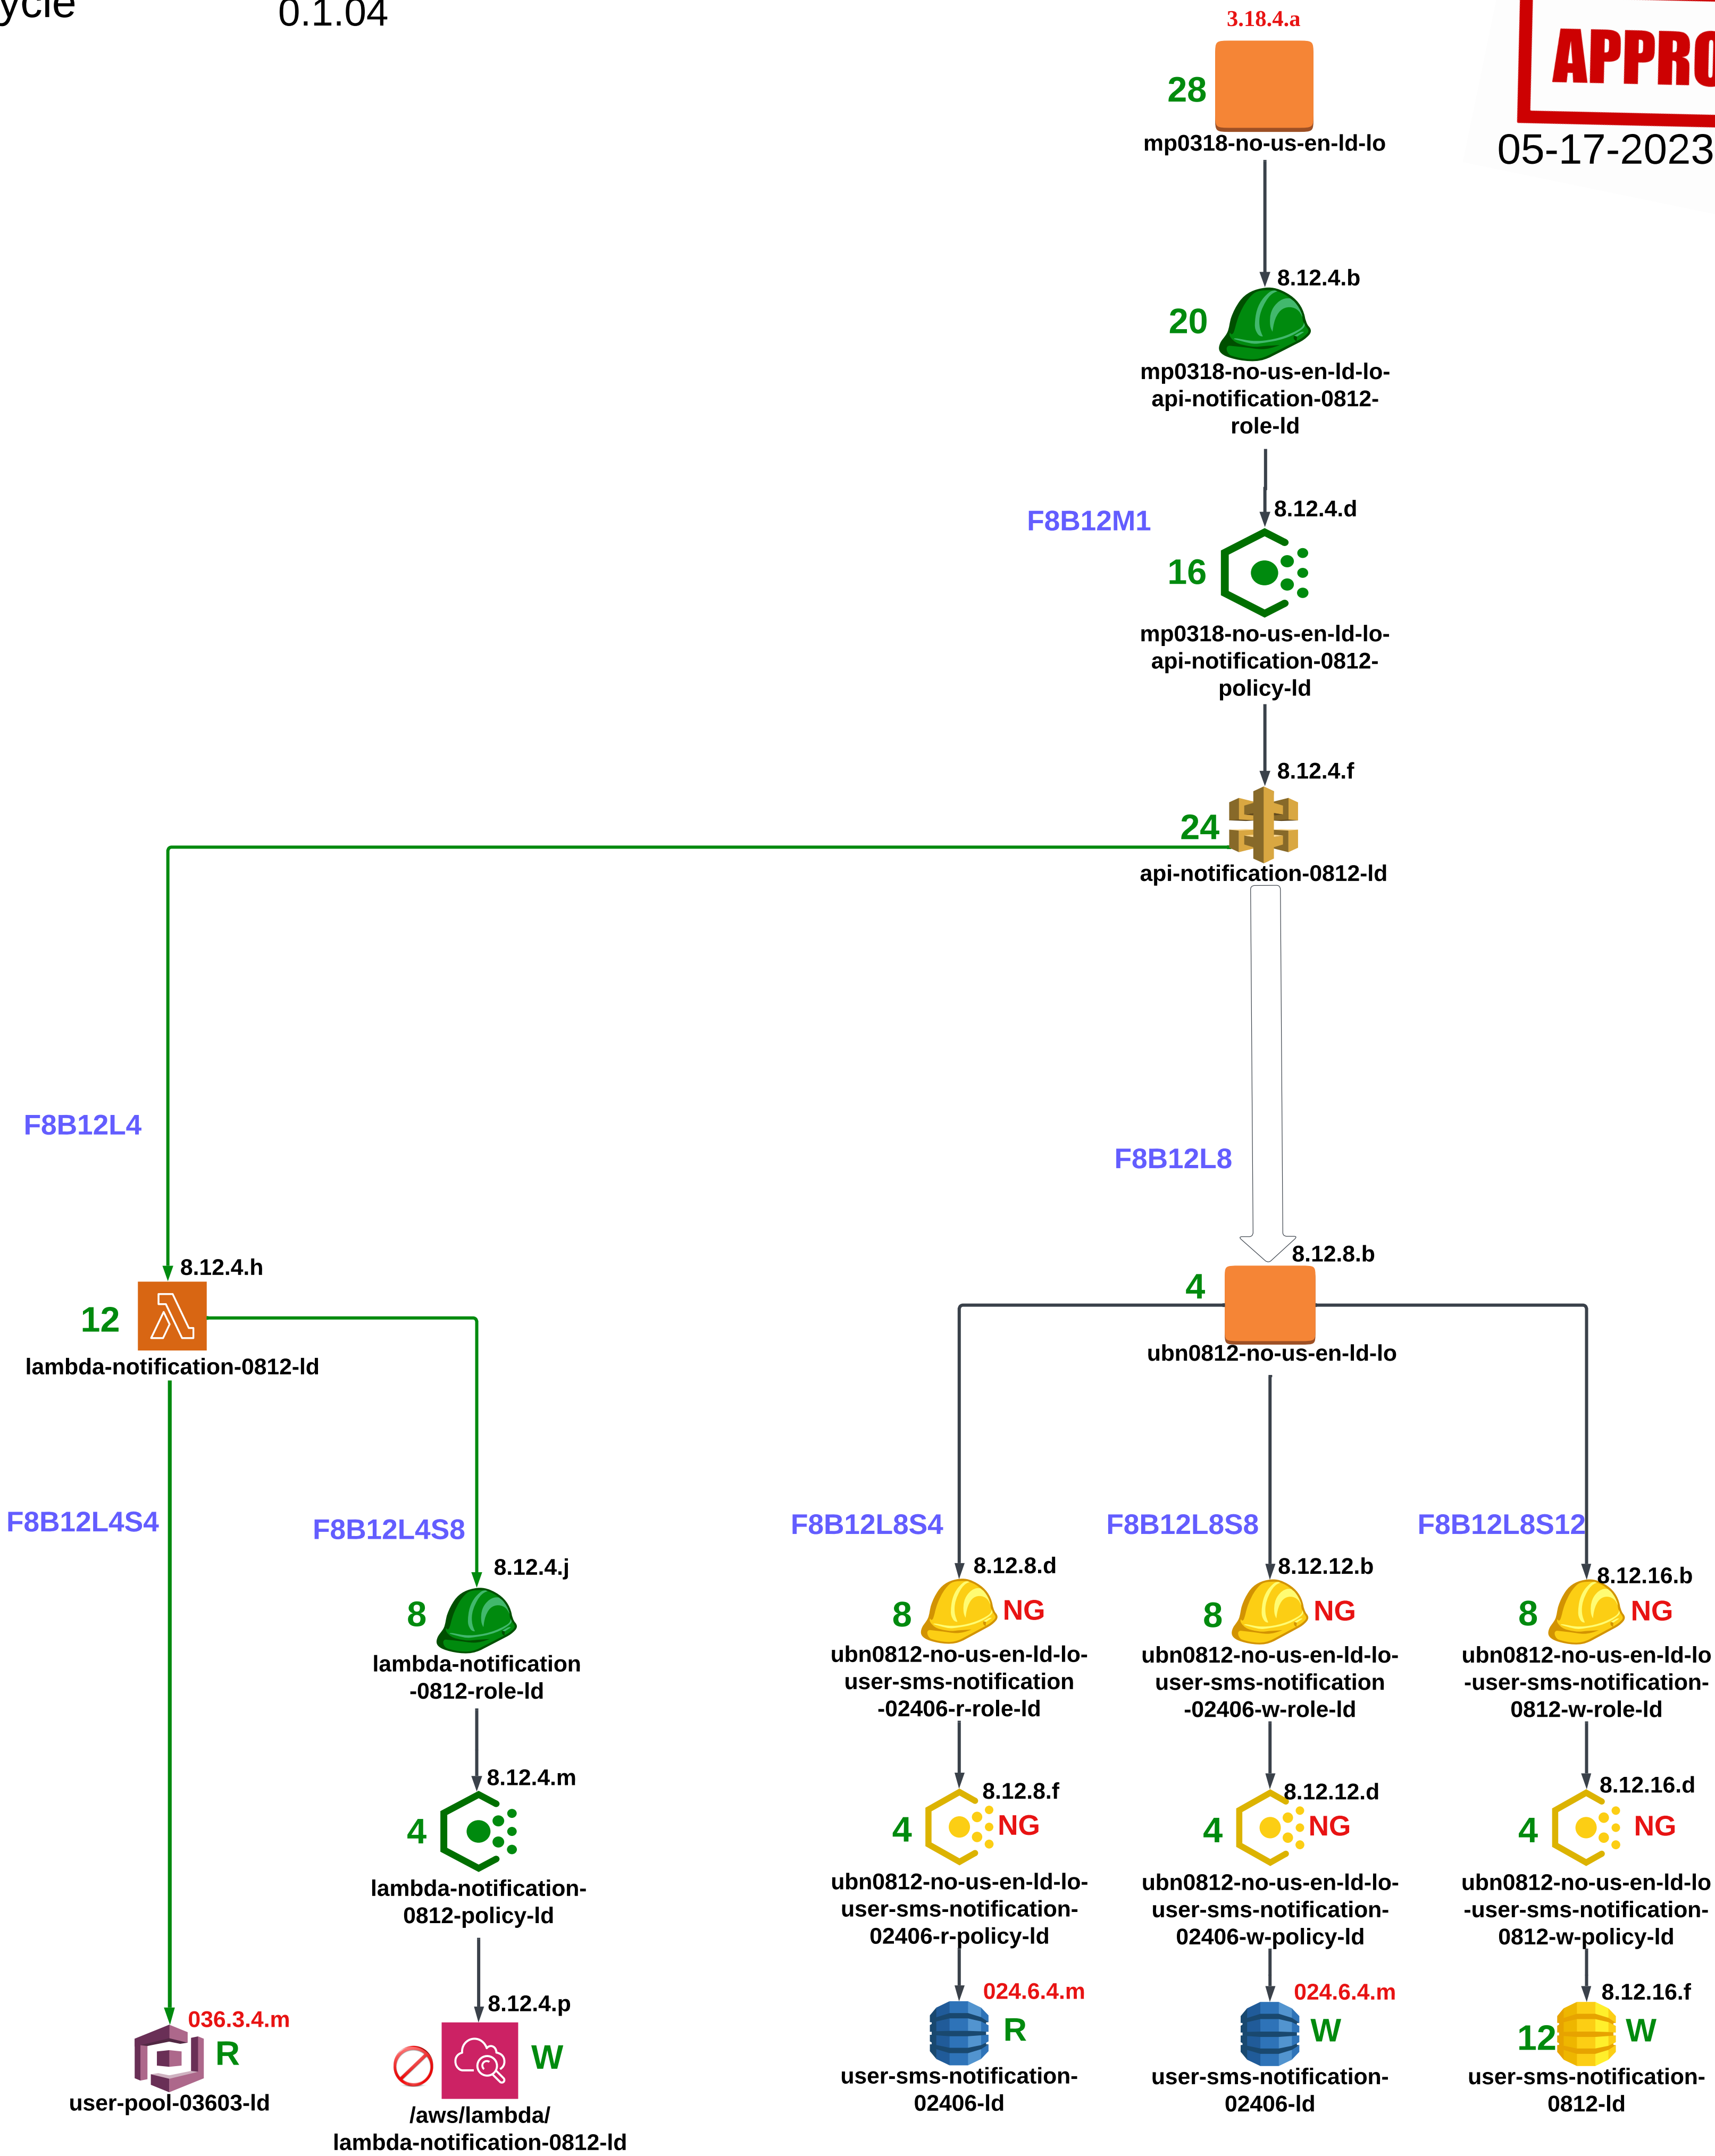 0.1.04
3.18.4.a
28
mp0318-no-us-en-ld-lo
05-17-2023
8.12.4.b
20
mp0318-no-us-en-ld-lo-
api-notification-0812-
role-ld
F8B12M1
8.12.4.d
16
mp0318-no-us-en-ld-lo-
api-notification-0812-
policy-ld
8.12.4.f
24
api-notification-0812-ld
F8B12L4
F8B12L8
8.12.4.h
12
lambda-notification-0812-ld
8.12.8.b
4
ubn0812-no-us-en-ld-lo
F8B12L4S4
F8B12L4S8
F8B12L8S4
F8B12L8S8
F8B12L8S12
8.12.4.j
8
lambda-notification
-0812-role-ld
8.12.8.d
8
NG
ubn0812-no-us-en-ld-lo-
user-sms-notification
-02406-r-role-ld
8.12.12.b
8
NG
ubn0812-no-us-en-ld-lo-
user-sms-notification
-02406-w-role-ld
8.12.16.b
8
NG
ubn0812-no-us-en-ld-lo
-user-sms-notification-
0812-w-role-ld
8.12.4.m
4
lambda-notification-
0812-policy-ld
8.12.8.f
4
NG
ubn0812-no-us-en-ld-lo-
user-sms-notification-
02406-r-policy-ld
8.12.12.d
4
NG
ubn0812-no-us-en-ld-lo-
user-sms-notification-
02406-w-policy-ld
8.12.16.d
4
NG
ubn0812-no-us-en-ld-lo
-user-sms-notification-
0812-w-policy-ld
036.3.4.m
R
user-pool-03603-ld
8.12.4.p
W
/aws/lambda/
lambda-notification-0812-ld
024.6.4.m
R
user-sms-notification-
02406-ld
024.6.4.m
W
user-sms-notification-
02406-ld
8.12.16.f
12
W
user-sms-notification-
0812-ld